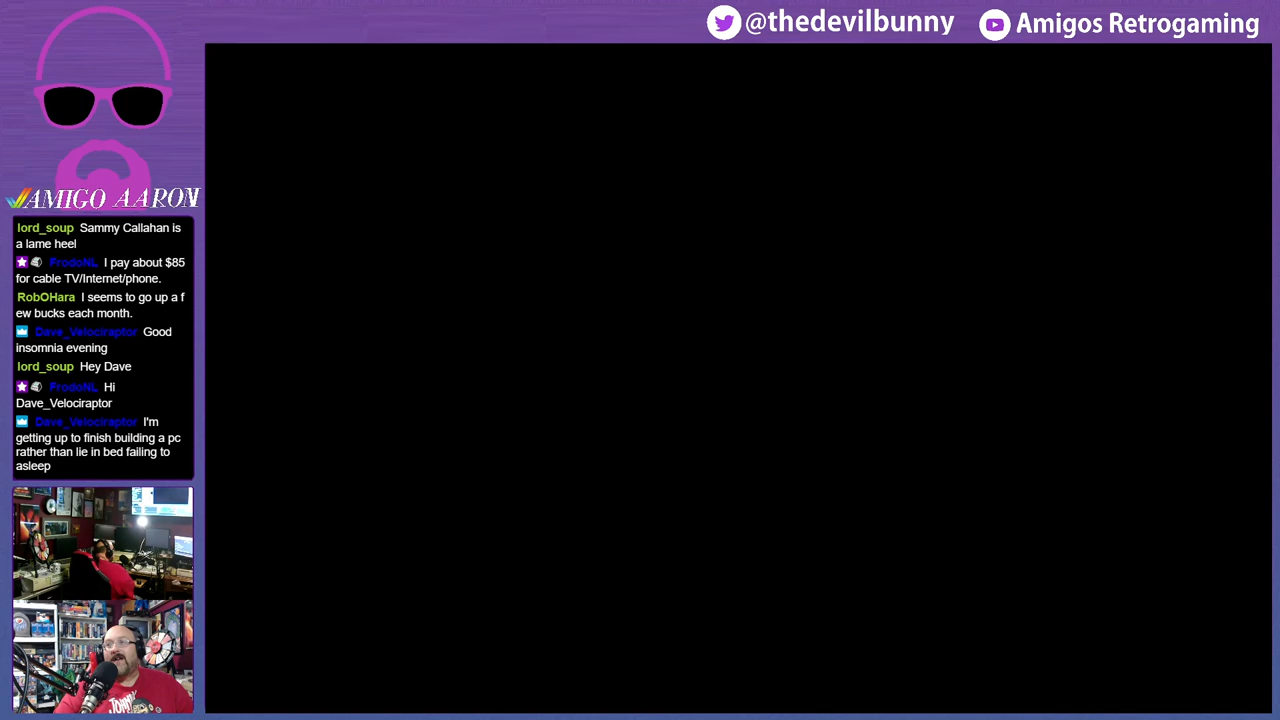 @thedevilbunny
Amigos Retrogaming
AMIGO AARON
lord_soup Sammy Callahan is
a lame heel
FrodoNL I pay about $85
for cable TV/Internet/phone.
RobOHara I seems to go up a f
ew bucks each month.
Dave_Velociraptor Good
insomnia evening
lord_soup Hey Dave
FrodoNL Hi
Dave_Velociraptor
Dave_Velociraptor I'm
getting up to finish building a pc
rather than lie in bed failing to
asleep